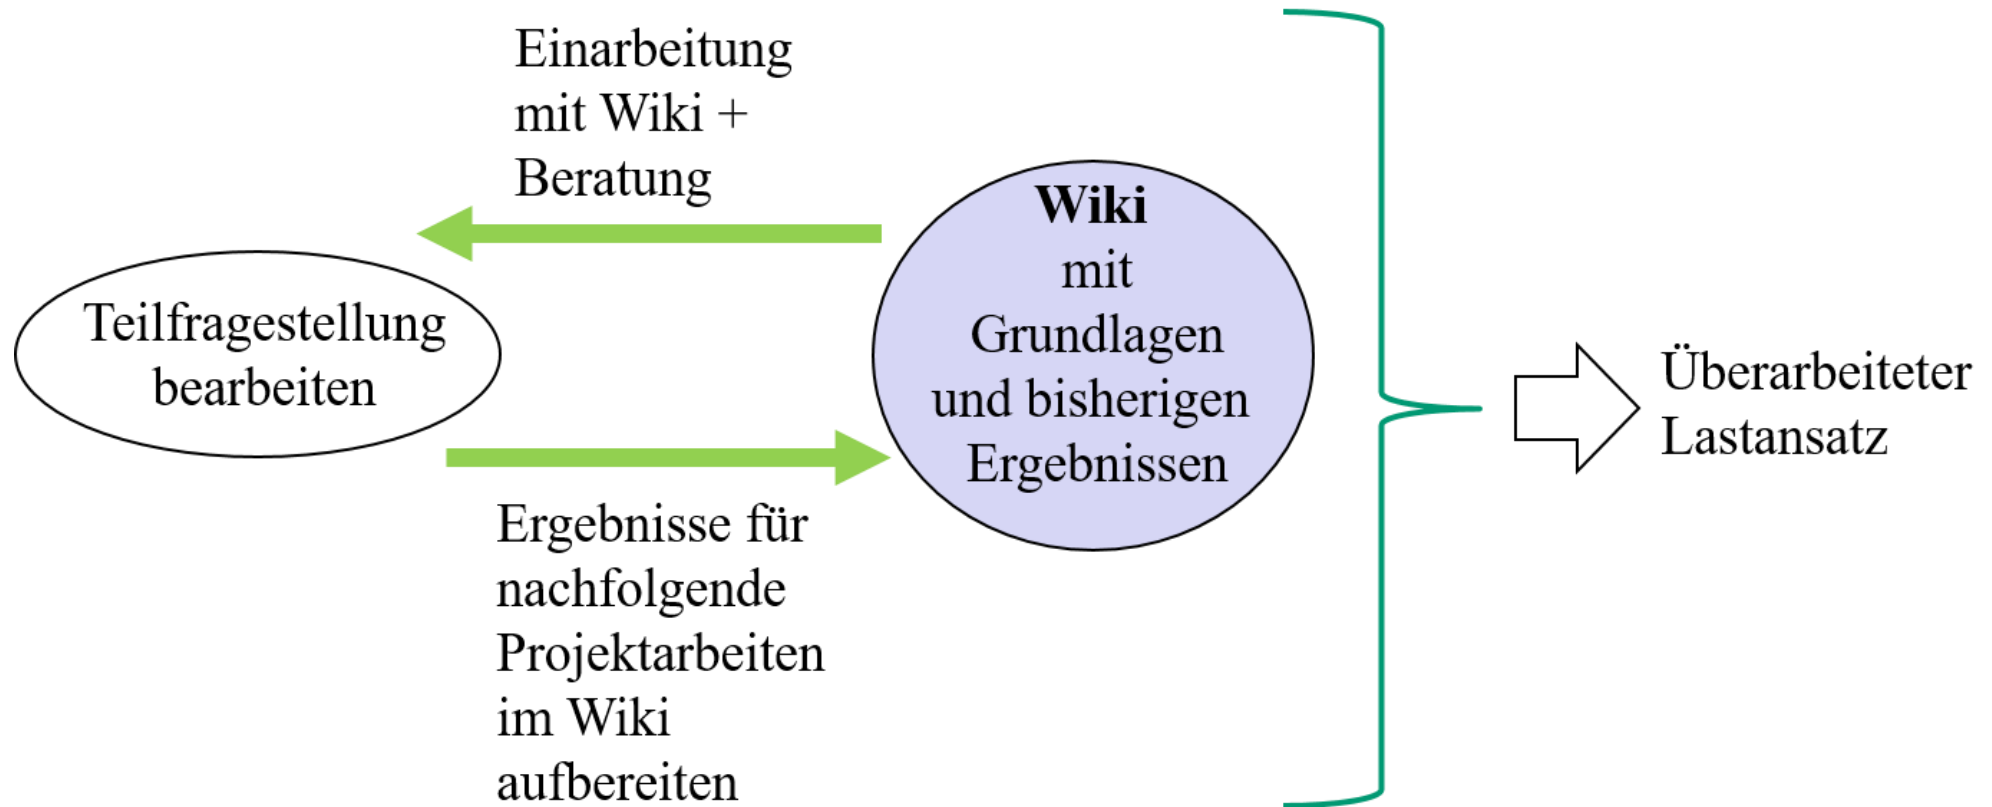 Einarbeitung
mit Wiki +
Beratung
Teilfragestellung
bearbeiten
Wiki
mit
Grundlagen
und bisherigen
Ergebnissen
Ergebnisse für
nachfolgende
Projektarbeiten
im Wiki
aufbereiten
Überarbeiteter
Lastansatz